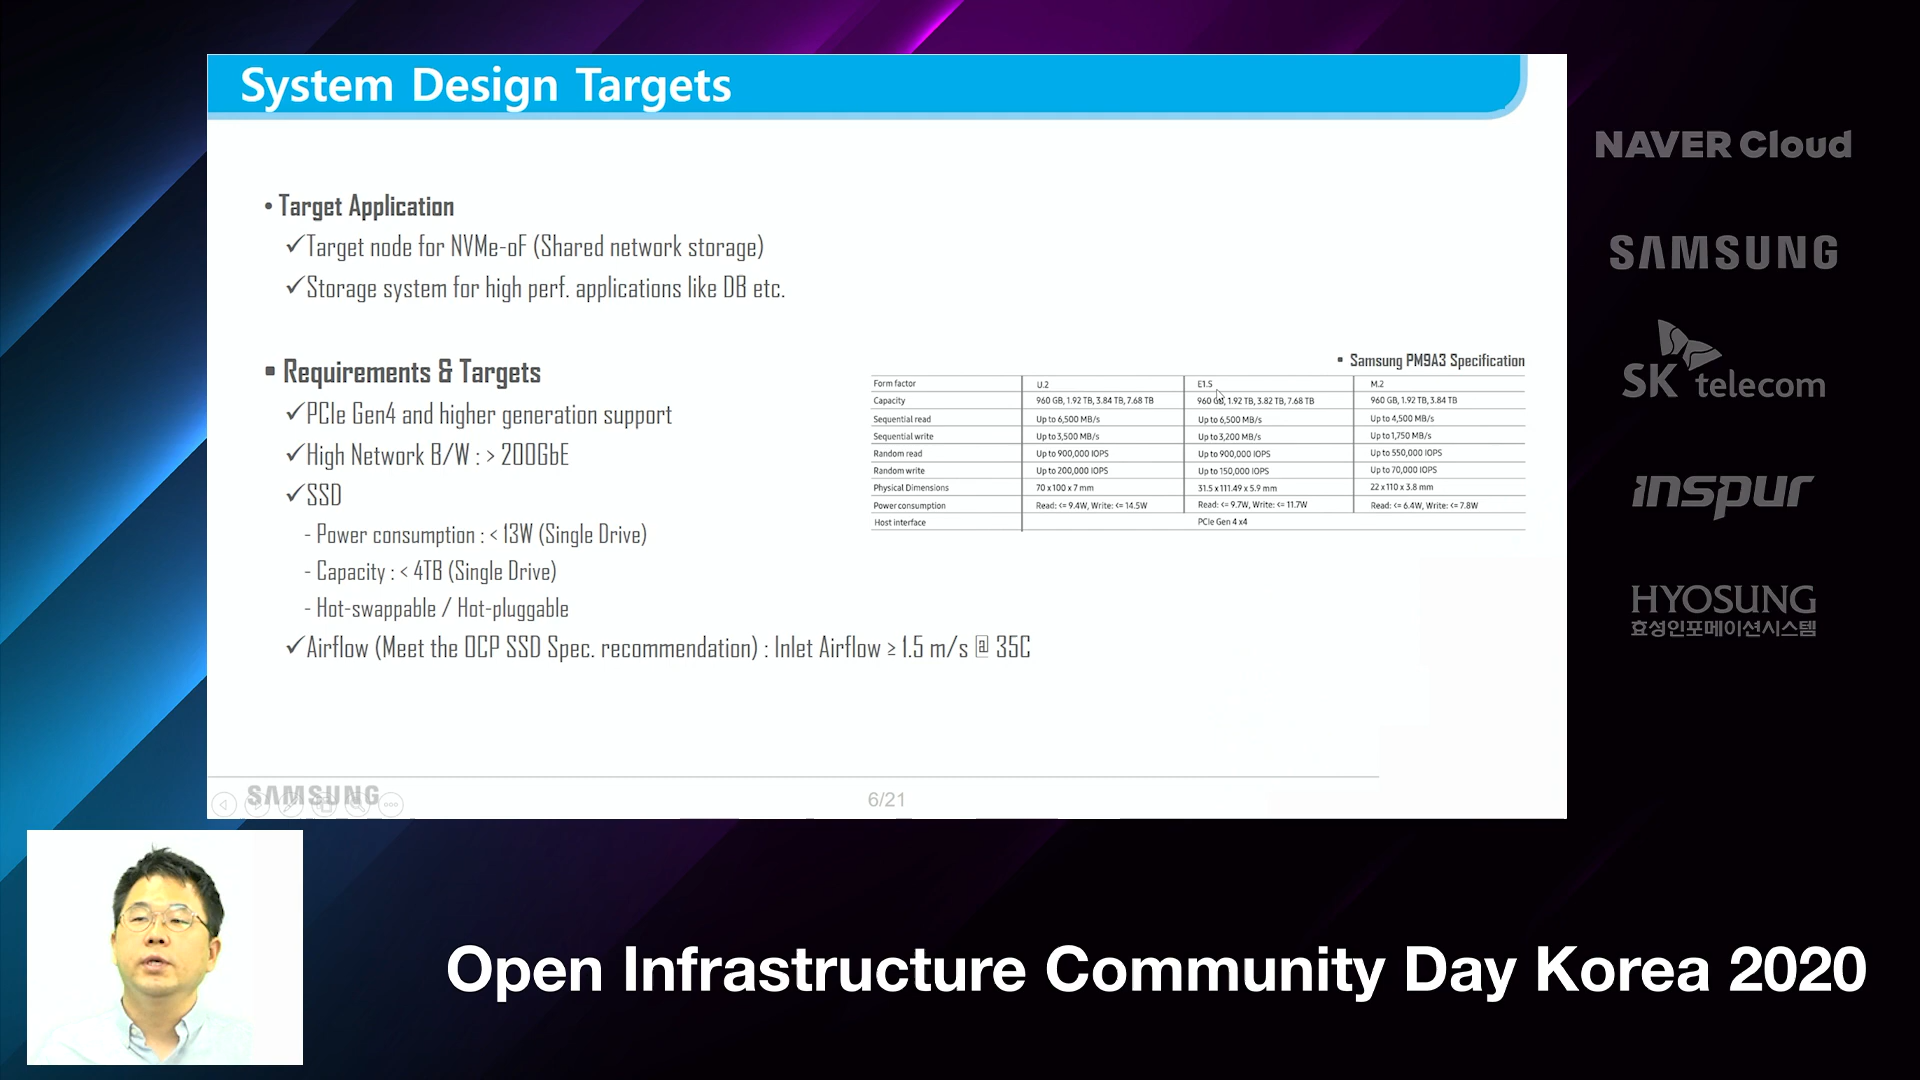 System Design Targets
• Target Application
✓Target node for NVMe-oF (Shared network storage)
✓Storage system for high perf. applications like DB etc.
▪ Requirements & Targets
✓PCIe Gen4 and higher generation support
✓High Network B/W : > 200GbE
✓SSD
- Power consumption : < 13W (Single Drive)
- Capacity : < 4TB (Single Drive)
- Hot-swappable / Hot-pluggable
✓Airflow (Meet the OCP SSD Spec. recommendation) : Inlet Airflow ≥ 1.5 m/s @ 35C
▪ Samsung PM9A3 Specification
Form factor U.2 E1.S M.2
Capacity 960 GB, 1.92 TB, 3.84 TB, 7.68 TB 960 GB, 1.92 TB, 3.82 TB, 7.68 TB 960 GB, 1.92 TB, 3.84 TB
Sequential read Up to 6,500 MB/s Up to 6,500 MB/s Up to 4,500 MB/s
Sequential write Up to 3,500 MB/s Up to 3,200 MB/s Up to 1,750 MB/s
Random read Up to 900,000 IOPS Up to 900,000 IOPS Up to 550,000 IOPS
Random write Up to 200,000 IOPS Up to 150,000 IOPS Up to 70,000 IOPS
Physical Dimensions 70 x 100 x 7 mm 31.5 x 111.49 x 5.9 mm 22 x 110 x 3.8 mm
Power consumption Read: <= 9.4W, Write: <= 14.5W Read: <= 9.7W, Write: <= 11.7W Read: <= 6.4W, Write: <= 7.8W
Host interface PCIe Gen 4 x4
SAMSUNG
6/21
NAVER Cloud
SAMSUNG
SK telecom
inspur
HYOSUNG
효성인포메이션시스템
Open Infrastructure Community Day Korea 2020